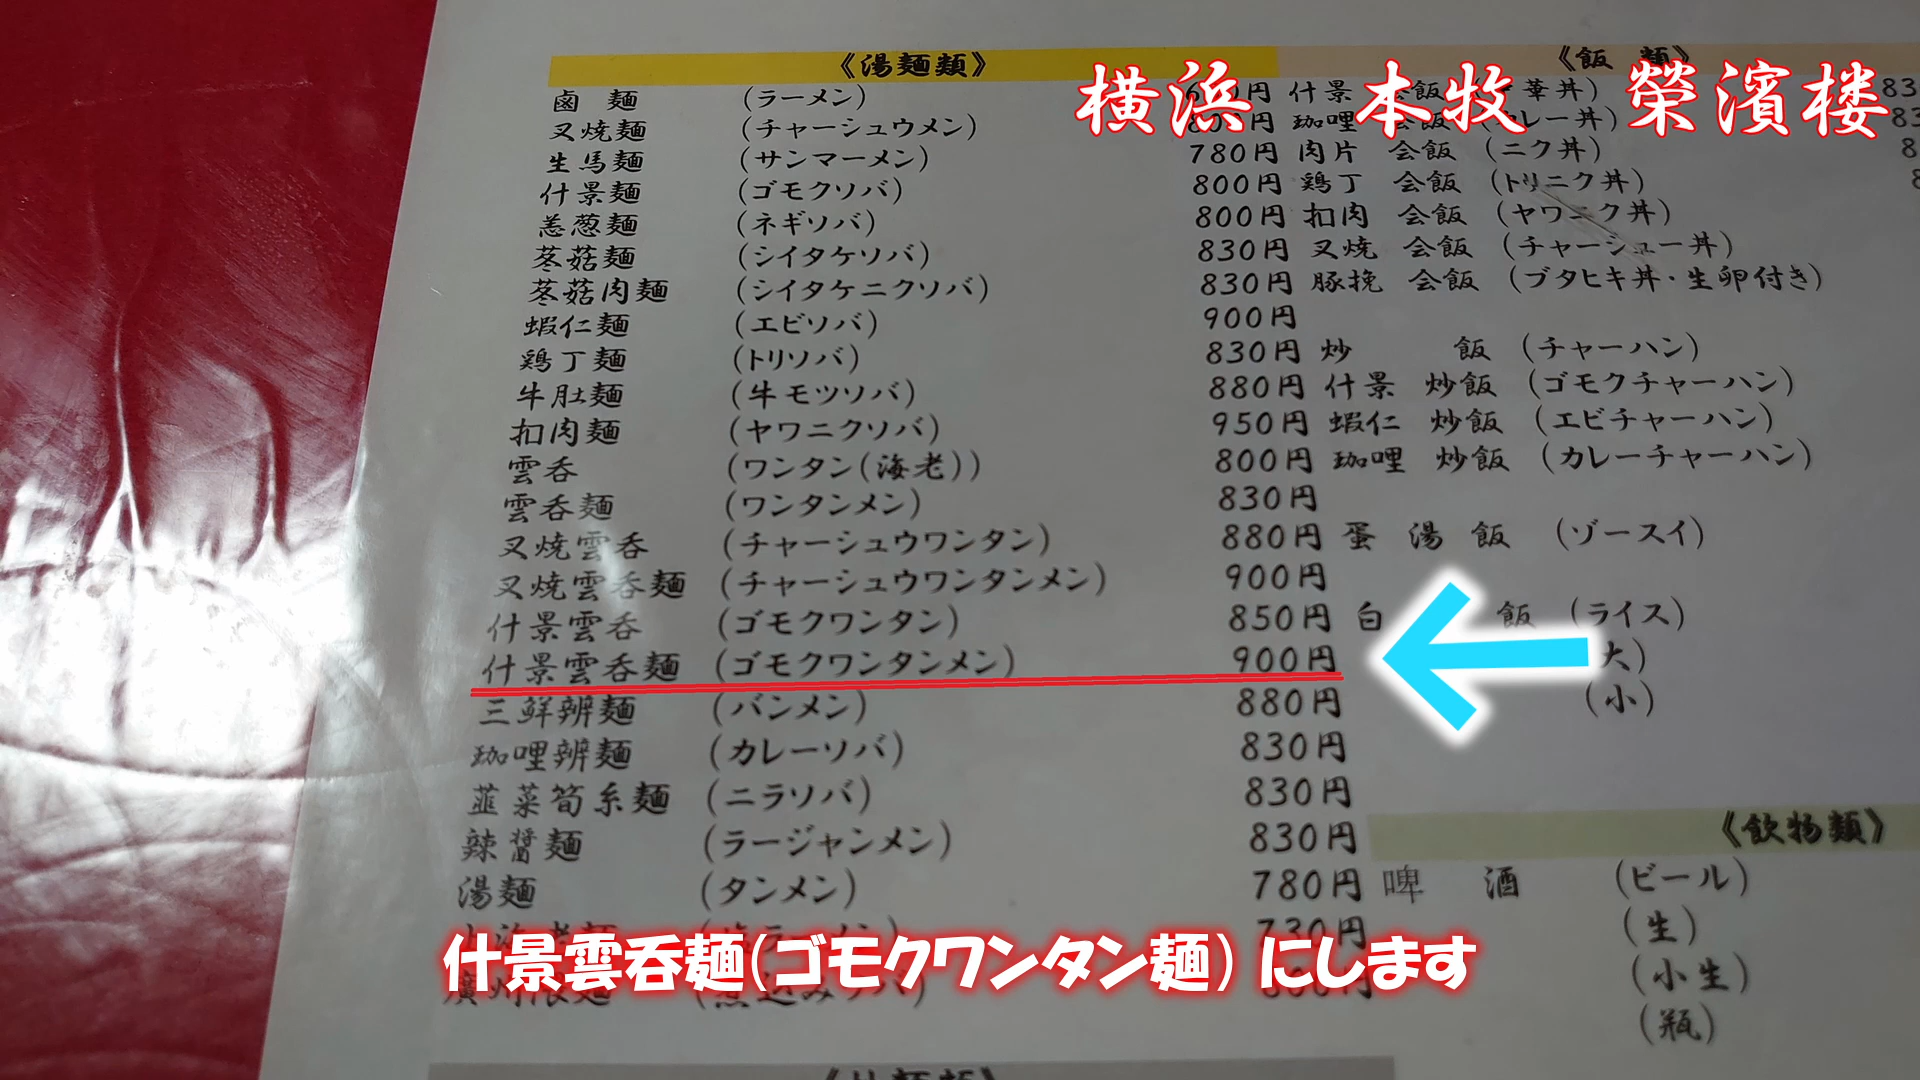 横浜 本牧 榮濱楼
《湯麺類》
鹵麺 (ラーメン)
叉焼麺 (チャーシュウメン)
生馬麺 (サンマーメン) 780円
什景麺 (ゴモクソバ) 800円
葱麺 (ネギソバ) 800円
(シイタケソバ) 830円
肉麺 (シイタケニクソバ) 830円
蝦仁麺 (エビソバ) 900円
鶏丁麺 (トリソバ) 830円
牛肚麺 (牛モツソバ) 880円
扣肉麺 (ヤワニクソバ) 950円
雲呑 (ワンタン(海老)) 800円
雲呑麺 (ワンタンメン) 830円
叉焼雲呑 (チャーシュウワンタン) 880円
叉焼雲呑麺 (チャーシュウワンタンメン) 900円
什景雲呑 (ゴモクワンタン) 850円
什景雲呑麺 (ゴモクワンタンメン) 900円
三鮮辨麺 (バンメン) 880円
珈哩辨麺 (カレーソバ) 830円
韮菜筍糸麺 (ニラソバ) 830円
辣醤麺 (ラージャンメン) 830円
湯麺 (タンメン) 780円
730円
《飯類》
什景 会飯
珈哩 会飯
肉片 会飯 (ニク丼)
鶏丁 会飯 (トリニク丼)
扣肉 会飯 (ヤワニク丼)
叉焼 会飯 (チャーシュー丼)
豚挽 会飯 (ブタヒキ丼・生卵付き)
炒飯 (チャーハン)
什景 炒飯 (ゴモクチャーハン)
蝦仁 炒飯 (エビチャーハン)
珈哩 炒飯 (カレーチャーハン)
蛋湯飯 (ゾースイ)
白飯 (ライス)
大)
(小)
《飲物類》
啤酒 (ビール)
(生)
(小生)
(瓶)
什景雲呑麺(ゴモクワンタン麺) にします